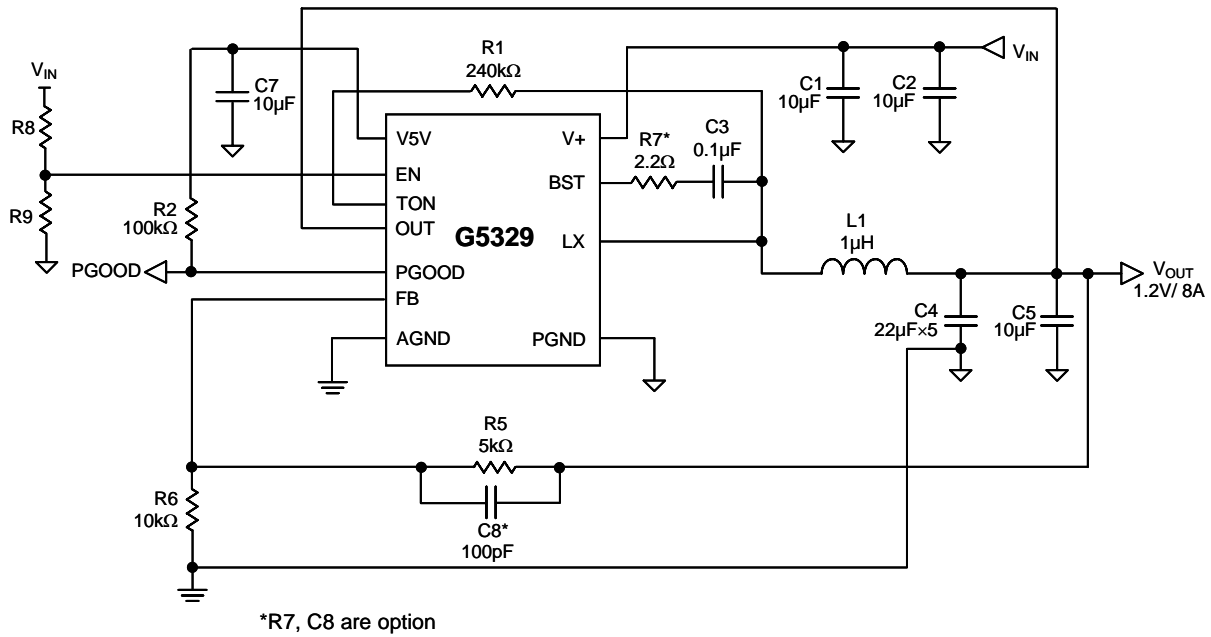 R1
240kΩ
VIN
VIN
C7
10µF
C1
10µF
C2
10µF
R8
R9
R2
100kΩ
R7*
2.2Ω
C3
0.1µF
V5V
EN
TON
OUT
PGOOD
FB
AGND
G5329
V+
BST
LX
PGND
PGOOD
L1
1µH
VOUT
1.2V/ 8A
C4
22µF×5
C5
10µF
R5
5kΩ
C8*
100pF
R6
10kΩ
*R7, C8 are option